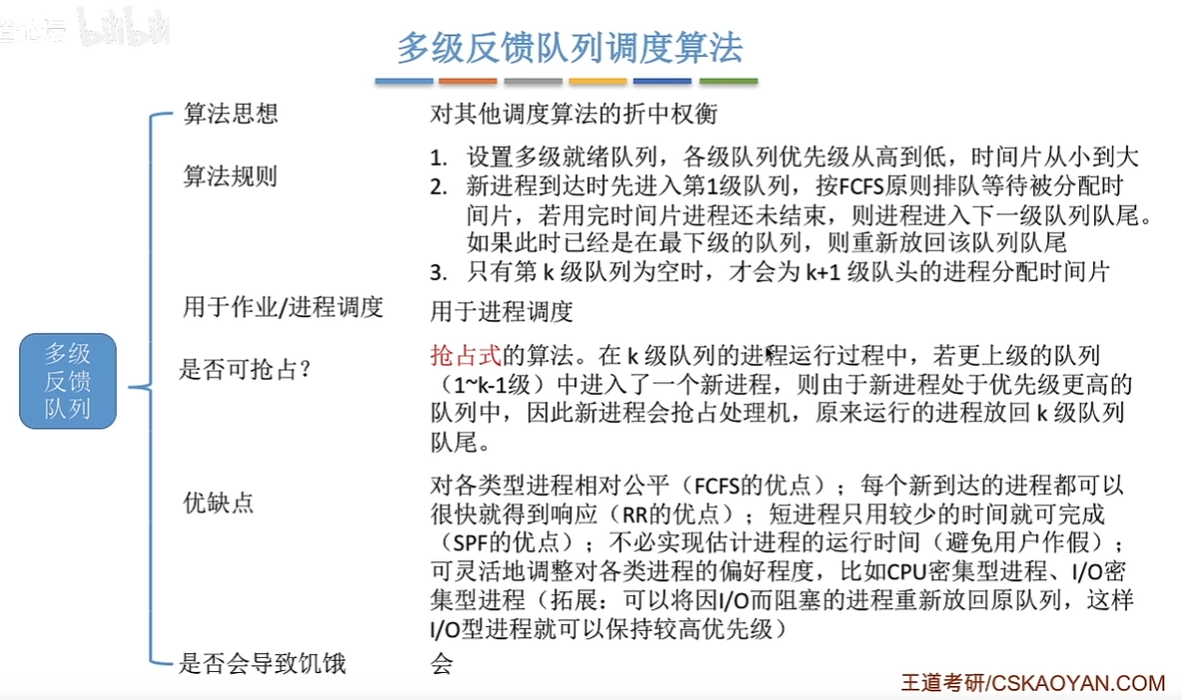 多级反馈队列调度算法
算法思想
对其他调度算法的折中权衡
算法规则
1. 设置多级就绪队列，各级队列优先级从高到低，时间片从小到大
2. 新进程到达时先进入第1级队列，按FCFS原则排队等待被分配时
间片，若用完时间片进程还未结束，则进程进入下一级队列队尾。
如果此时已经是在最下级的队列，则重新放回该队列队尾
3. 只有第 k 级队列为空时，才会为 k+1 级队头的进程分配时间片
用于作业/进程调度
用于进程调度
多级
反馈
队列
是否可抢占？
抢占式的算法。在 k 级队列的进程运行过程中，若更上级的队列
（1~k-1级）中进入了一个新进程，则由于新进程处于优先级更高的
队列中，因此新进程会抢占处理机，原来运行的进程放回 k 级队列
队尾。
优缺点
对各类型进程相对公平（FCFS的优点）；每个新到达的进程都可以
很快就得到响应（RR的优点）；短进程只用较少的时间就可完成
（SPF的优点）；不必实现估计进程的运行时间（避免用户作假）；
可灵活地调整对各类进程的偏好程度，比如CPU密集型进程、I/O密
集型进程（拓展：可以将因I/O而阻塞的进程重新放回原队列，这样
I/O型进程就可以保持较高优先级）
是否会导致饥饿
会
王道考研/CSKAOYAN.COM